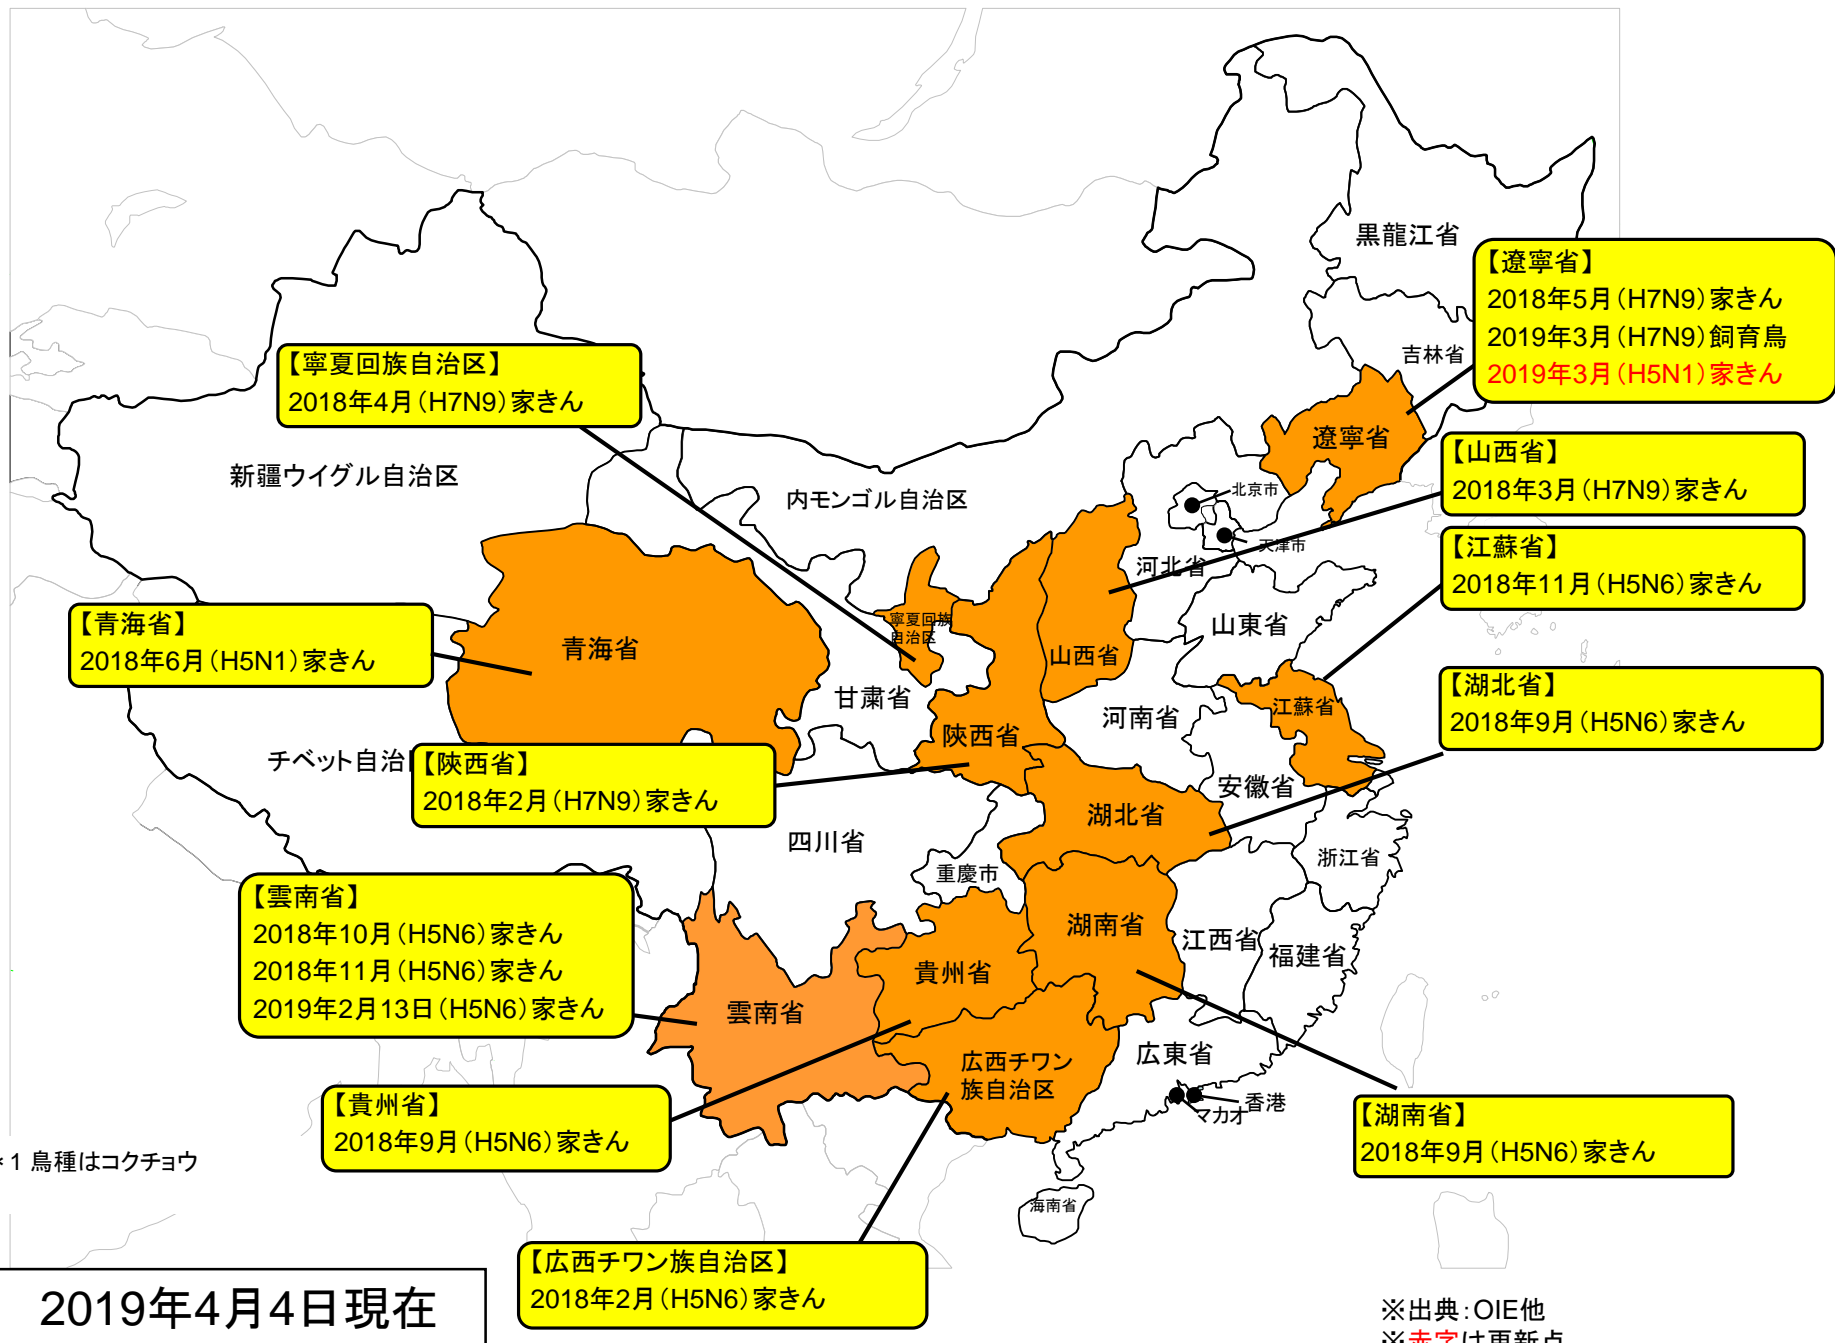 黒龍江省
【遼寧省】
2018年5月（H7N9）家きん
2019年3月（H7N9）飼育鳥
2019年3月（H5N1）家きん
吉林省
【寧夏回族自治区】
2018年4月（H7N9）家きん
遼寧省
【山西省】
2018年3月（H7N9）家きん
新疆ウイグル自治区
内モンゴル自治区
北京市
天津市
河北省
【江蘇省】
2018年11月（H5N6）家きん
【青海省】
2018年6月（H5N1）家きん
青海省
寧夏回族
自治区
山西省
山東省
甘粛省
陝西省
河南省
江蘇省
【湖北省】
2018年9月（H5N6）家きん
チベット自治
【陝西省】
2018年2月（H7N9）家きん
安徽省
湖北省
四川省
重慶市
浙江省
【雲南省】
2018年10月（H5N6）家きん
2018年11月（H5N6）家きん
2019年2月13日（H5N6）家きん
湖南省
江西省
福建省
貴州省
雲南省
広西チワン
族自治区
広東省
香港
マカオ
【貴州省】
2018年9月（H5N6）家きん
【湖南省】
2018年9月（H5N6）家きん
*1 鳥種はコクチョウ
海南省
【広西チワン族自治区】
2018年2月（H5N6）家きん
2019年4月4日現在
※出典：OIE他
※赤字は更新点